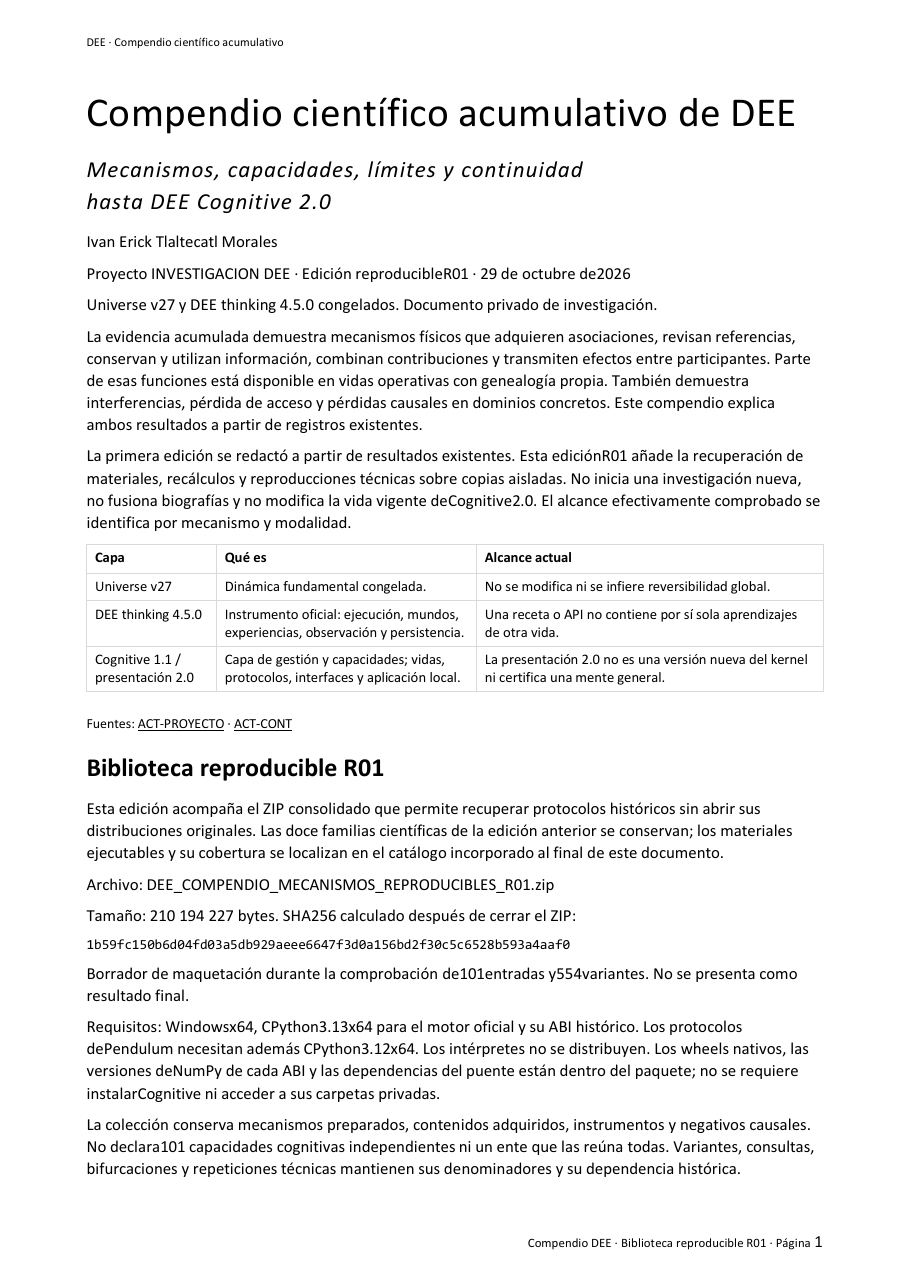 DEE · Compendio científico acumulativo
Compendio científico acumulativo de DEE
Mecanismos, capacidades, límites y continuidad
hasta DEE Cognitive 2.0
Ivan Erick Tlaltecatl Morales
Proyecto INVESTIGACION DEE · Edición reproducibleR01 · 29 de octubre de2026
Universe v27 y DEE thinking 4.5.0 congelados. Documento privado de investigación.
La evidencia acumulada demuestra mecanismos físicos que adquieren asociaciones, revisan referencias,
conservan y utilizan información, combinan contribuciones y transmiten efectos entre participantes. Parte
de esas funciones está disponible en vidas operativas con genealogía propia. También demuestra
interferencias, pérdida de acceso y pérdidas causales en dominios concretos. Este compendio explica
ambos resultados a partir de registros existentes.
La primera edición se redactó a partir de resultados existentes. Esta ediciónR01 añade la recuperación de
materiales, recálculos y reproducciones técnicas sobre copias aisladas. No inicia una investigación nueva,
no fusiona biografías y no modifica la vida vigente deCognitive2.0. El alcance efectivamente comprobado se
identifica por mecanismo y modalidad.
Capa Qué es Alcance actual
Universe v27 Dinámica fundamental congelada. No se modifica ni se infiere reversibilidad global.
DEE thinking 4.5.0 Instrumento oficial: ejecución, mundos, Una receta o API no contiene por sí sola aprendizajes
experiencias, observación y persistencia. de otra vida.
Cognitive 1.1 / Capa de gestión y capacidades; vidas, La presentación 2.0 no es una versión nueva del kernel
presentación 2.0 protocolos, interfaces y aplicación local. ni certifica una mente general.
Fuentes: ACT-PROYECTO · ACT-CONT
Biblioteca reproducible R01
Esta edición acompaña el ZIP consolidado que permite recuperar protocolos históricos sin abrir sus
distribuciones originales. Las doce familias científicas de la edición anterior se conservan; los materiales
ejecutables y su cobertura se localizan en el catálogo incorporado al final de este documento.
Archivo: DEE_COMPENDIO_MECANISMOS_REPRODUCIBLES_R01.zip
Tamaño: 210 194 227 bytes. SHA256 calculado después de cerrar el ZIP:
1b59fc150b6d04fd03a5db929aeee6647f3d0a156bd2f30c5c6528b593a4aaf0
Borrador de maquetación durante la comprobación de101entradas y554variantes. No se presenta como
resultado final.
Requisitos: Windowsx64, CPython3.13x64 para el motor oficial y su ABI histórico. Los protocolos
dePendulum necesitan además CPython3.12x64. Los intérpretes no se distribuyen. Los wheels nativos, las
versiones deNumPy de cada ABI y las dependencias del puente están dentro del paquete; no se requiere
instalarCognitive ni acceder a sus carpetas privadas.
La colección conserva mecanismos preparados, contenidos adquiridos, instrumentos y negativos causales.
No declara101 capacidades cognitivas independientes ni un ente que las reúna todas. Variantes, consultas,
bifurcaciones y repeticiones técnicas mantienen sus denominadores y su dependencia histórica.
Compendio DEE · Biblioteca reproducible R01 · Página 1